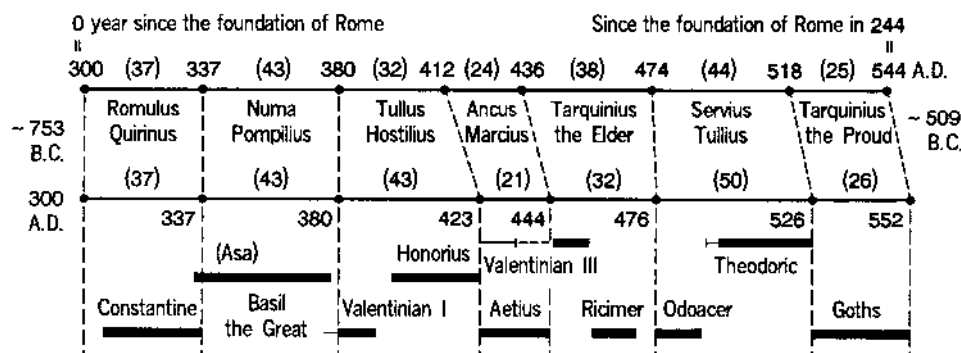 0 year since the foundation of Rome Since the foundation of Rome in 244
300 (37) 337 (43) 380 (32) 412 (24) 436 (38) 474 (44) 518 (25) 544 A.D.
Romulus Quirinus
Numa Pompilius
Tullus Hostilius
Ancus Marcius
Tarquinius the Elder
Servius Tullius
Tarquinius the Proud
~ 753 B.C.
~ 509 B.C.
(37) (43) (43) (21) (32) (50) (26)
300 A.D.
337 380 423 444 476 526 552
(Asa) Honorius Valentinian III Theodoric
Constantine Basil the Great Valentinian I Aetius Ricimer Odoacer Goths